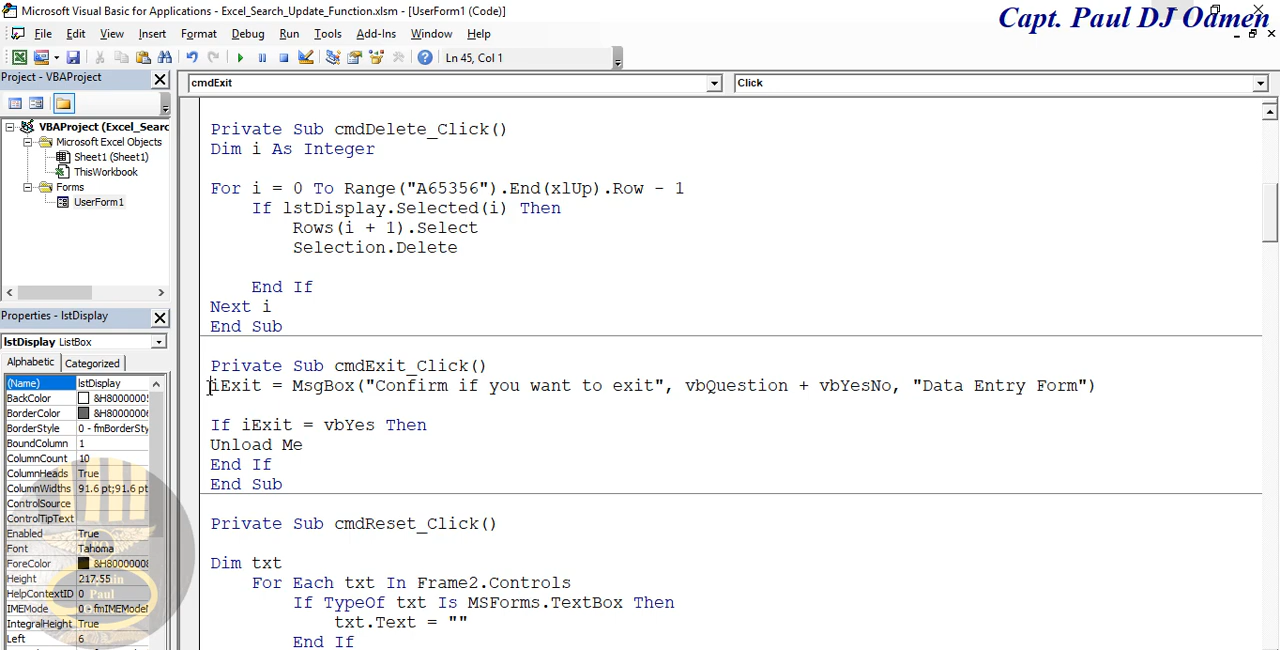 Microsoft Visual Basic for Applications - Excel_Search_Update_Function.xlsm - [UserForm1 (Code)]
Capt. Paul DJ Oamen
File Edit View Insert Format Debug Run Tools Add-Ins Window Help
Ln 45, Col 1
Project - VBAProject
cmdExit
Click
VBAProject (Excel_Searc
Microsoft Excel Objects
Sheet1 (Sheet1)
ThisWorkbook
Forms
UserForm1
Properties - lstDisplay
lstDisplay ListBox
Alphabetic Categorized
(Name) lstDisplay
BackColor &H8000000
BorderColor &H8000000
BorderStyle 0 - fmBorderSty
BoundColumn 1
ColumnCount 10
ColumnHeads True
ColumnWidths 91.6 pt;91.6 pt
ControlSource
ControlTipText
Enabled True
Font Tahoma
ForeColor &H8000000
Height 217.55
HelpContextID 0
IMEMode 0 - fmIMEMode
IntegralHeight True
Left 6
Paul
Private Sub cmdDelete_Click()
Dim i As Integer
For i = 0 To Range("A65356").End(xlUp).Row - 1
If lstDisplay.Selected(i) Then
Rows(i + 1).Select
Selection.Delete
End If
Next i
End Sub
Private Sub cmdExit_Click()
iExit = MsgBox("Confirm if you want to exit", vbQuestion + vbYesNo, "Data Entry Form")
If iExit = vbYes Then
Unload Me
End If
End Sub
Private Sub cmdReset_Click()
Dim txt
For Each txt In Frame2.Controls
If TypeOf txt Is MSForms.TextBox Then
txt.Text = ""
End If